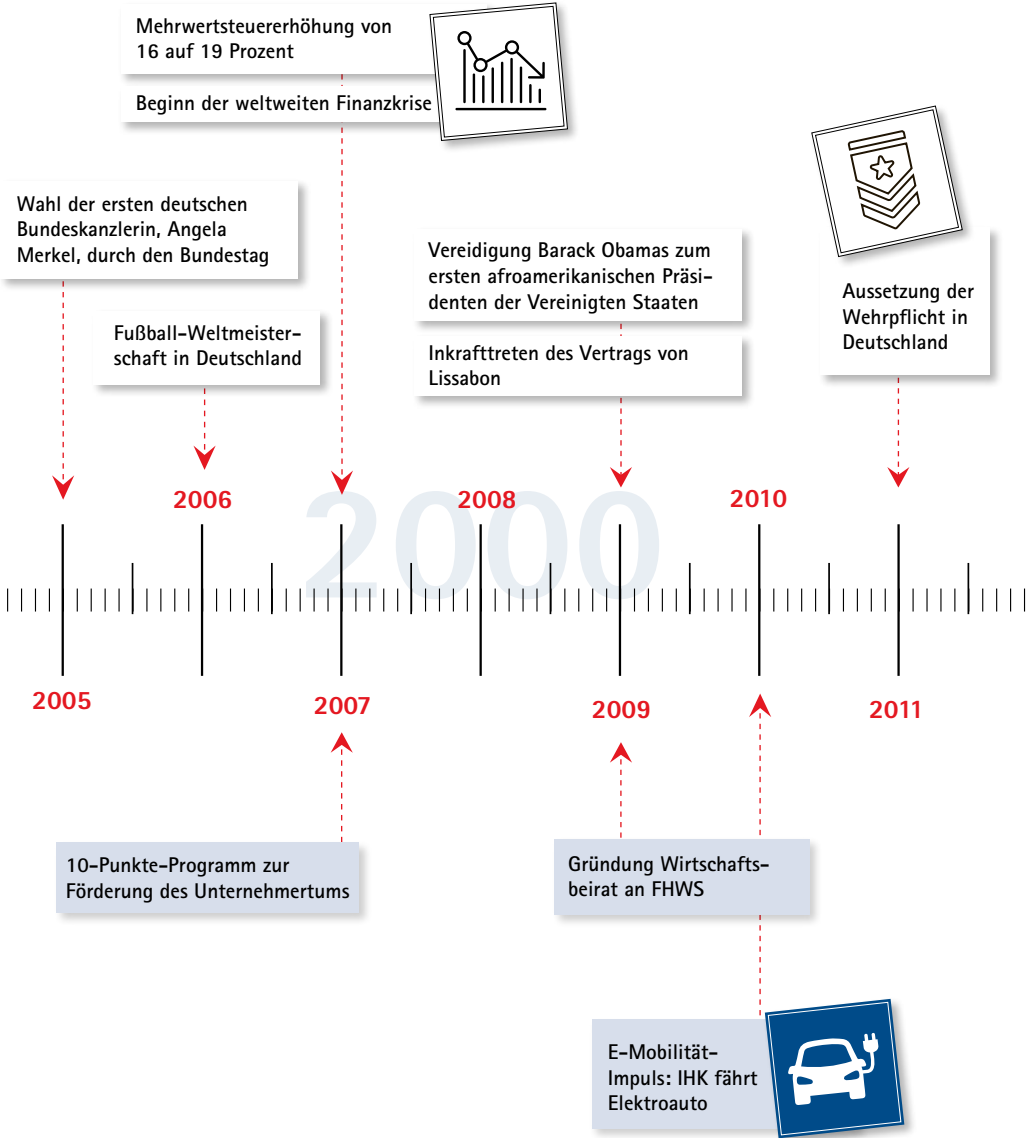 Mehrwertsteuererhöhung von
16 auf 19 Prozent
Beginn der weltweiten Finanzkrise
Wahl der ersten deutschen
Bundeskanzlerin, Angela
Merkel, durch den Bundestag
Fußball-Weltmeister-
schaft in Deutschland
Vereidigung Barack Obamas zum
ersten afroamerikanischen Präsi-
denten der Vereinigten Staaten
Inkrafttreten des Vertrags von
Lissabon
Aussetzung der
Wehrpflicht in
Deutschland
2006
2008
2010
2000
2005
2007
2009
2011
10-Punkte-Programm zur
Förderung des Unternehmertums
Gründung Wirtschafts-
beirat an FHWS
E-Mobilität-
Impuls: IHK fährt
Elektroauto